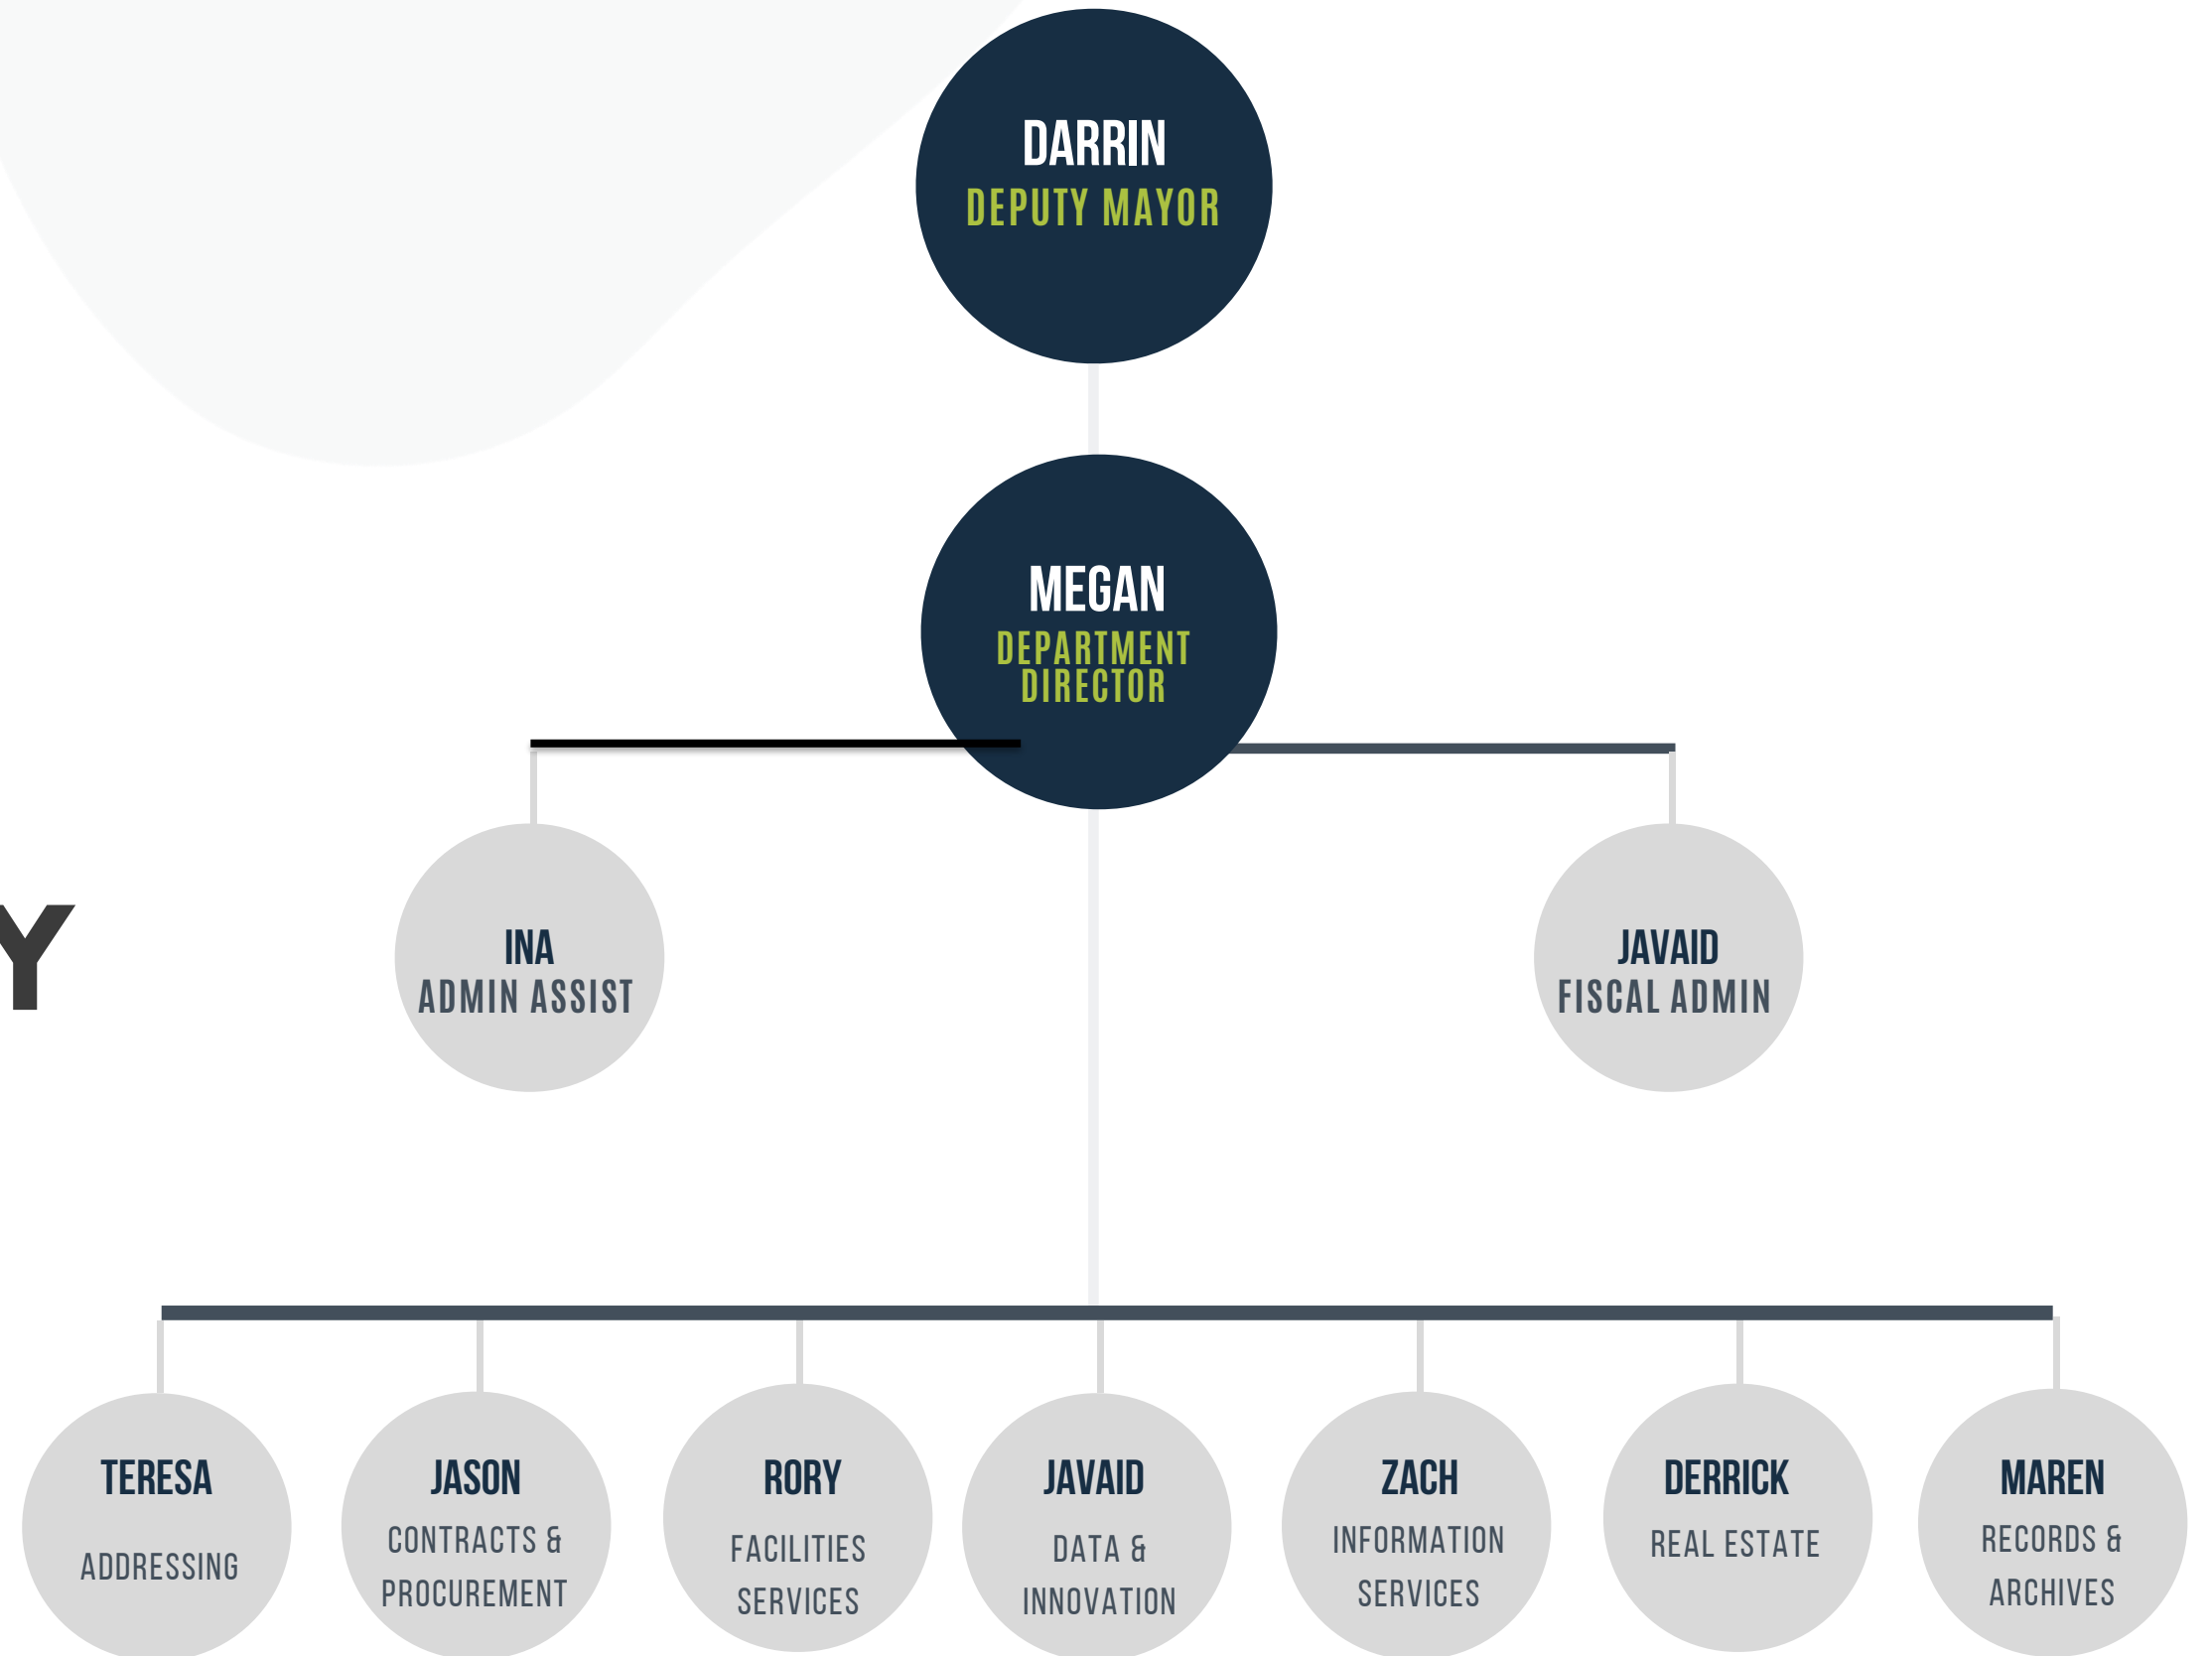 DARRIN
DEPUTY MAYOR
MEGAN
DEPARTMENT
DIRECTOR
INA
ADMIN ASSIST
JAVAID
FISCAL ADMIN
Y
TERESA
ADDRESSING
JASON
CONTRACTS &
PROCUREMENT
RORY
FACILITIES
SERVICES
JAVAID
DATA &
INNOVATION
ZACH
INFORMATION
SERVICES
DERRICK
REAL ESTATE
MAREN
RECORDS &
ARCHIVES